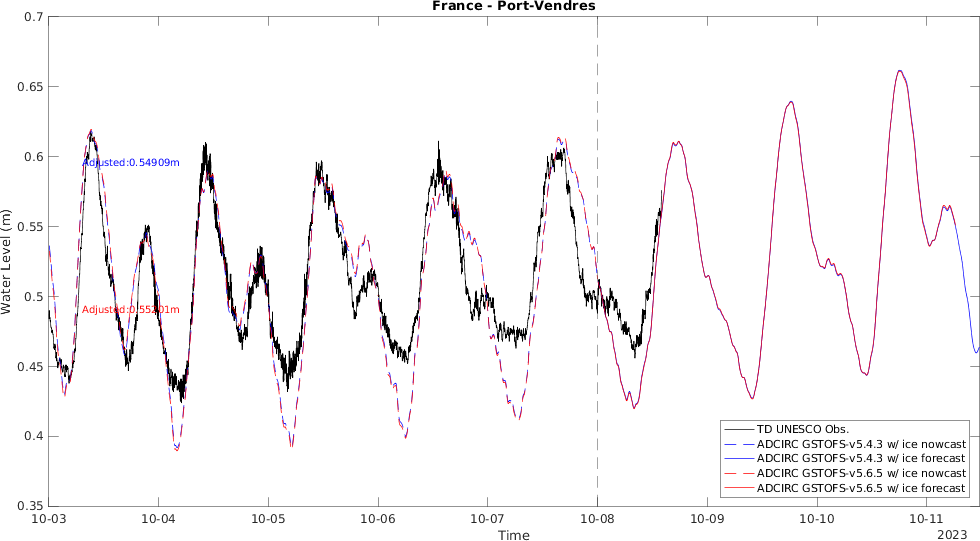 France - Port-Vendres
0.7
0.65
0.6
0.55
0.5
0.45
0.4
0.35
Water Level (m)
Adjusted:0.54909m
Adjusted:0.55201m
TD UNESCO Obs.
ADCIRC GSTOFS-v5.4.3 w/ ice nowcast
ADCIRC GSTOFS-v5.4.3 w/ ice forecast
ADCIRC GSTOFS-v5.6.5 w/ ice nowcast
ADCIRC GSTOFS-v5.6.5 w/ ice forecast
10-03 10-04 10-05 10-06 10-07 10-08 10-09 10-10 10-11
Time
2023